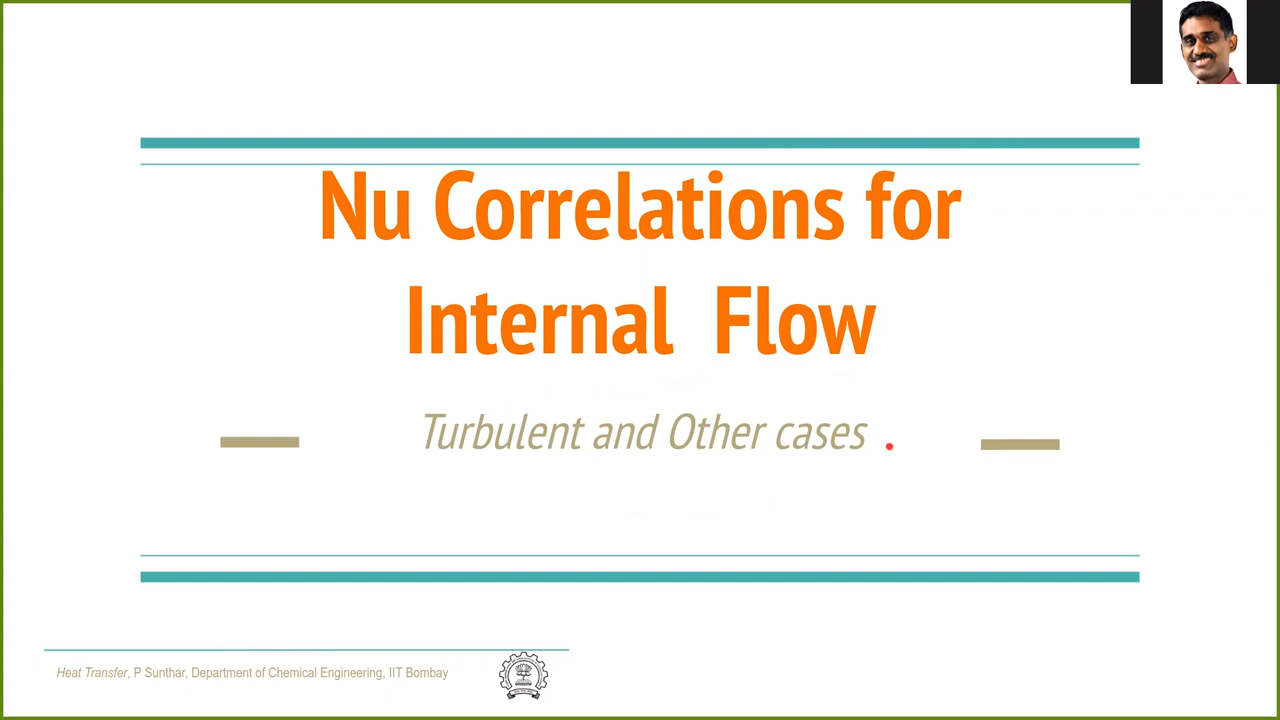 Nu Correlations for
Internal Flow
Turbulent and Other cases
Heat Transfer, P Sunthar, Department of Chemical Engineering, IIT Bombay